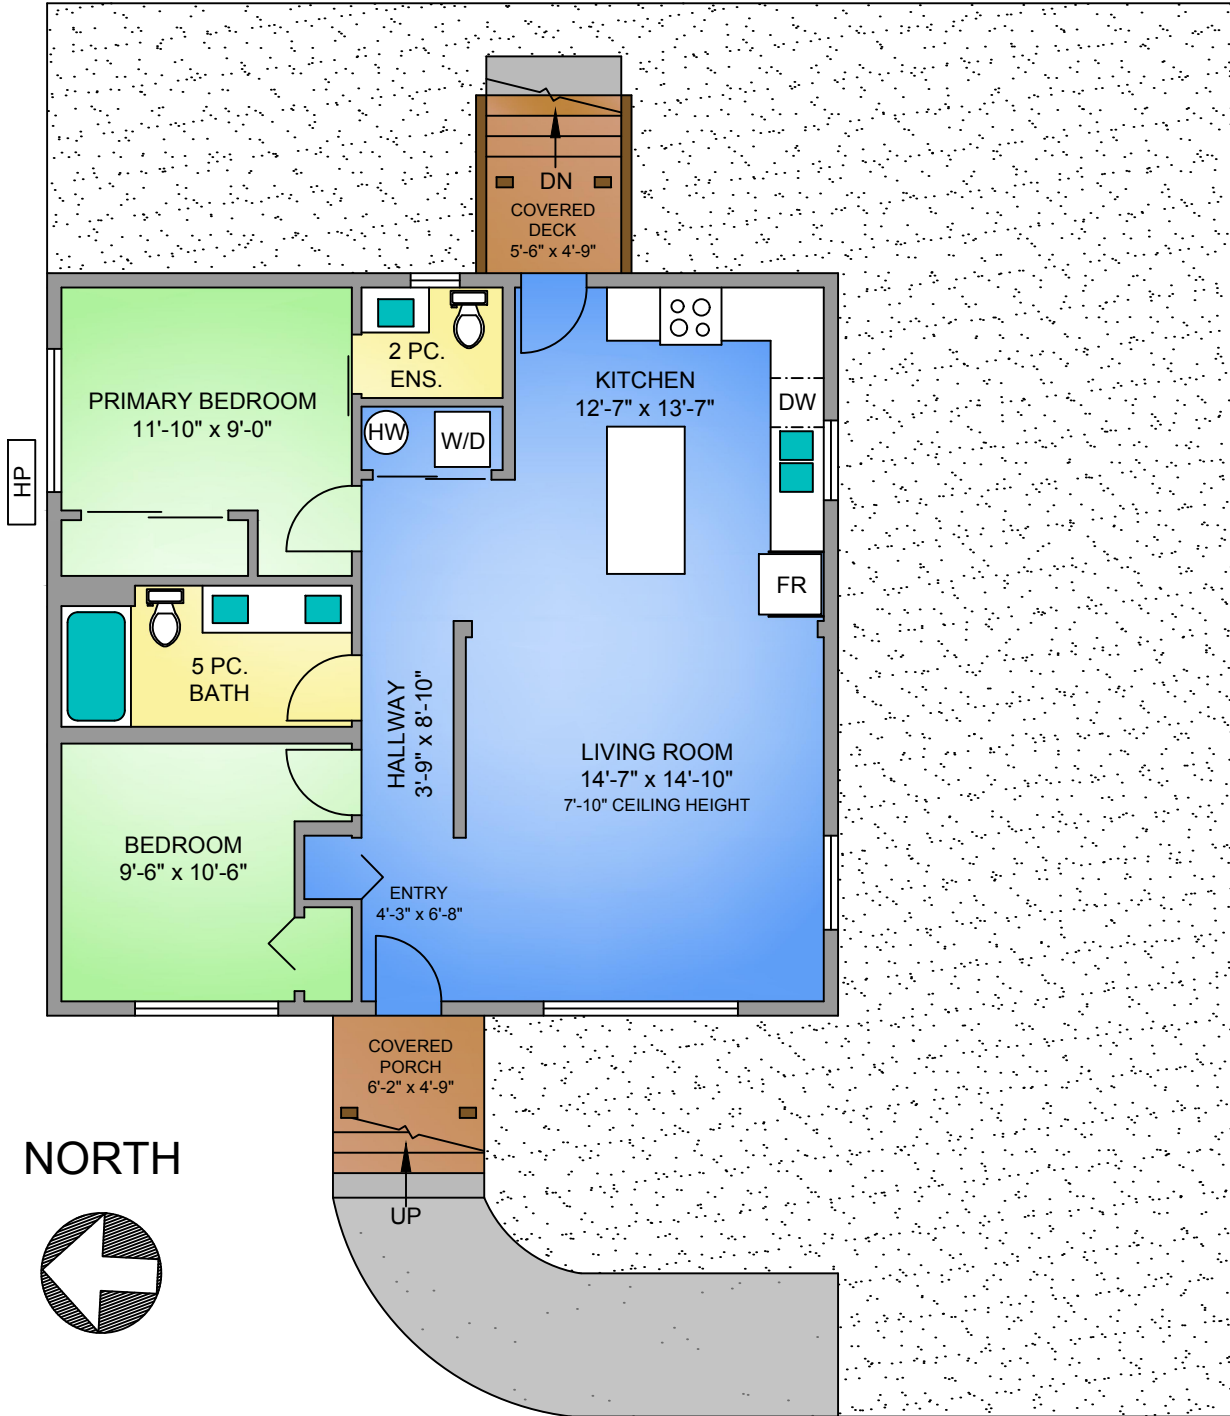 DN
COVERED
DECK
5'-6" x 4'-9"
2 PC.
ENS.
PRIMARY BEDROOM
11'-10" x 9'-0"
KITCHEN
12'-7" x 13'-7"
DW
HW
W/D
HP
FR
5 PC.
BATH
HALLWAY
3'-9" x 8'-10"
LIVING ROOM
14'-7" x 14'-10"
7'-10" CEILING HEIGHT
BEDROOM
9'-6" x 10'-6"
ENTRY
4'-3" x 6'-8"
COVERED
PORCH
6'-2" x 4'-9"
UP
NORTH